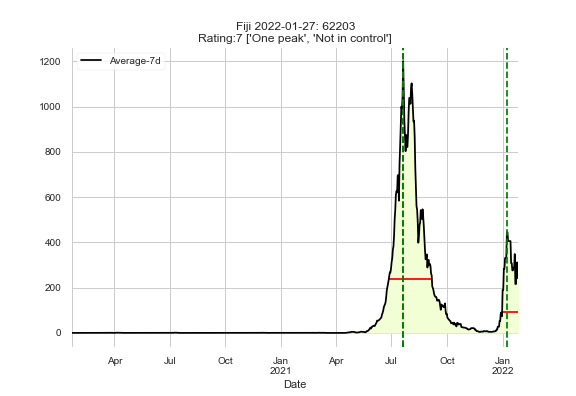 Fiji 2022-01-27: 62203
Rating:7 ['One peak', 'Not in control']
Average-7d
1200
1000
800
600
400
200
0
Apr Jul Oct Jan Apr Jul Oct Jan
2021 2022
Date